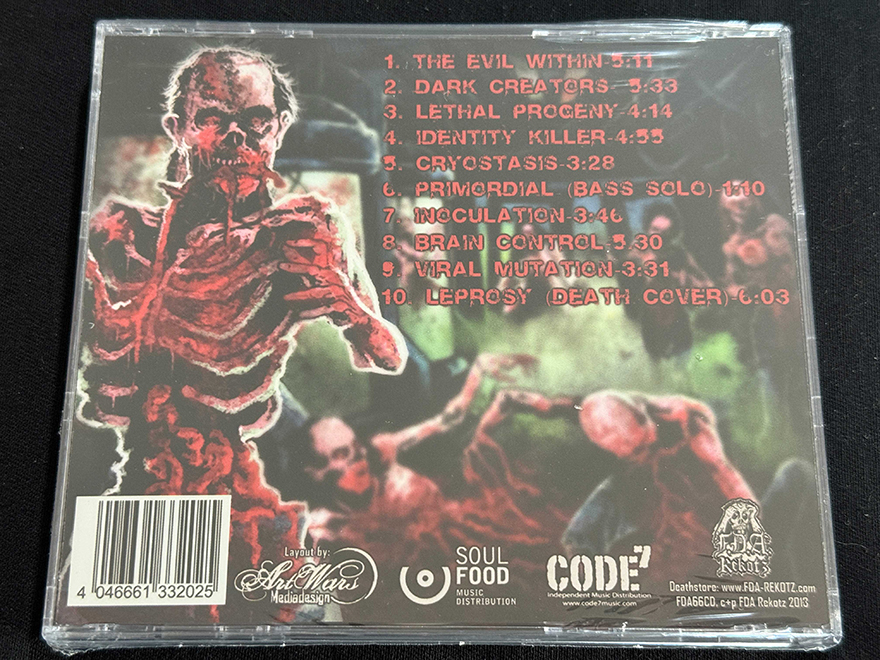 1. THE EVIL WITHIN-5:11
2. DARK CREATORS- 5:33
3. LETHAL PROGENY-4:14
4. IDENTITY KILLER-4:55
5. CRYOSTASIS-3:28
6. PRIMORDIAL (BASS SOLO)-1:10
7. INOCULATION-3:46
8. BRAIN CONTROL-5:30
9. VIRAL MUTATION-3:31
10. LEPROSY (DEATH COVER)-6:03
4 046661 332025
Layout by:
ArtWars
Mediadesign
SOUL
FOOD
MUSIC
DISTRIBUTION
CODE7
Independent Music Distribution
www.code7music.com
FDA
Rekotz
Deathstore: www.FDA-REKOTZ.com
FDA66CD, c+p FDA Rekotz 2013